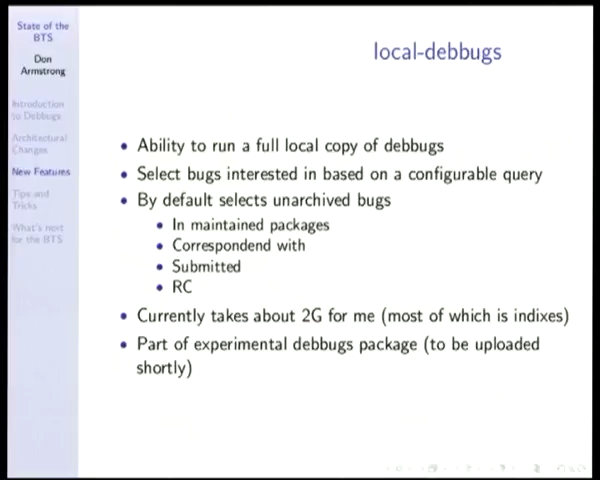 State of the
BTS
Don
Armstrong
Introduction
to Debbugs
Architectural
Changes
New Features
Tips and
Tricks
What's next
for the BTS
local-debbugs
• Ability to run a full local copy of debbugs
• Select bugs interested in based on a configurable query
• By default selects unarchived bugs
• In maintained packages
• Correspondend with
• Submitted
• RC
• Currently takes about 2G for me (most of which is indixes)
• Part of experimental debbugs package (to be uploaded
shortly)